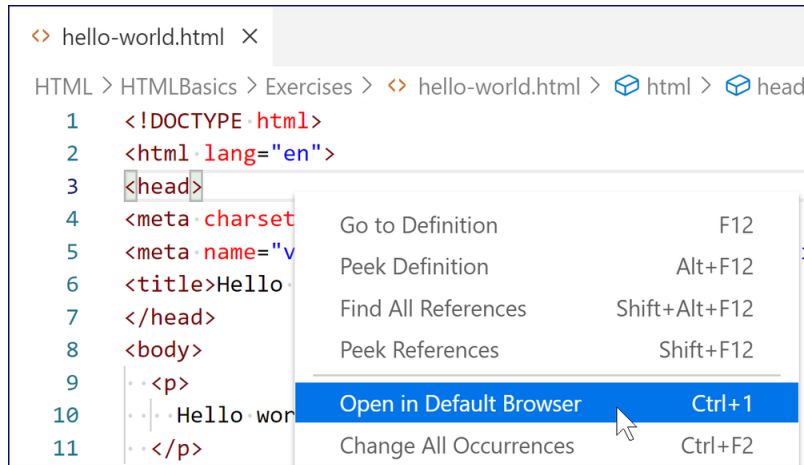 hello-world.html
HTML > HTMLBasics > Exercises > hello-world.html > html > head
1 <!DOCTYPE html>
2 <html lang="en">
3 <head>
4 <meta charset
5 <meta name="v
6 <title>Hello
7 </head>
8 <body>
9 <p>
10 Hello wor
11 </p>
Go to Definition F12
Peek Definition Alt+F12
Find All References Shift+Alt+F12
Peek References Shift+F12
Open in Default Browser Ctrl+1
Change All Occurrences Ctrl+F2